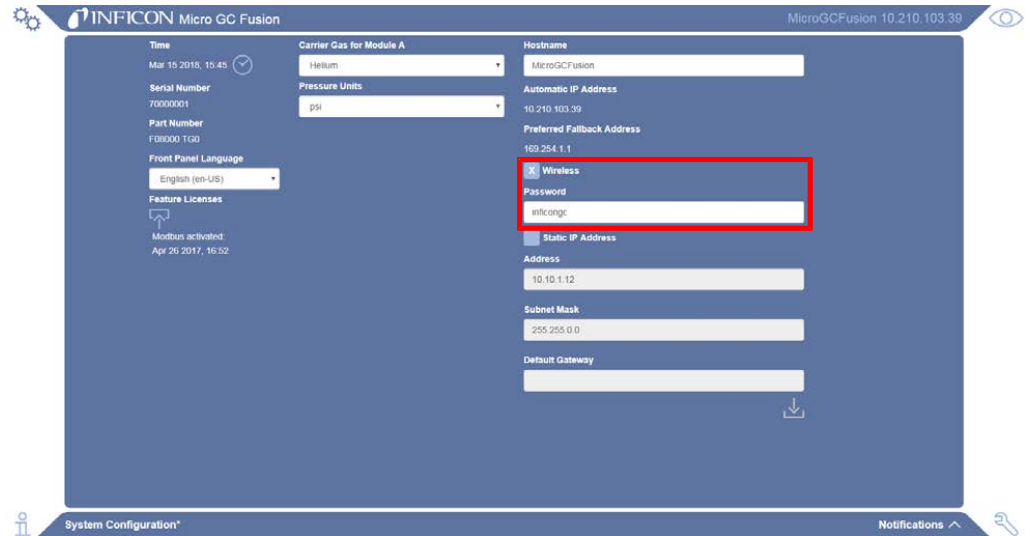 INFICON Micro GC Fusion
MicroGCFusion 10.210.103.39
Time
Mar 15 2018, 15:45
Serial Number
70000001
Part Number
F08000 TG0
Front Panel Language
English (en-US)
Feature Licenses
Modbus activated:
Apr 26 2017, 16:52
Carrier Gas for Module A
Helium
Pressure Units
psi
Hostname
MicroGCFusion
Automatic IP Address
10.210.103.39
Preferred Fallback Address
169.254.1.1
X Wireless
Password
inficongc
Static IP Address
Address
10.10.1.12
Subnet Mask
255.255.0.0
Default Gateway
System Configuration*
Notifications